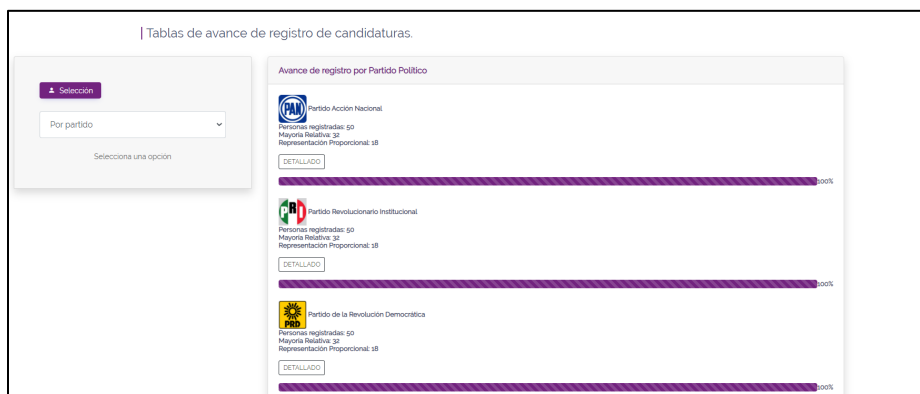 Tablas de avance de registro de candidaturas.
Selección
Por partido
Selecciona una opción
Avance de registro por Partido Político
PAN Partido Acción Nacional
Personas registradas: 50
Mayoría Relativa: 32
Representación Proporcional: 18
DETALLADO
100%
PRI Partido Revolucionario Institucional
Personas registradas: 50
Mayoría Relativa: 32
Representación Proporcional: 18
DETALLADO
100%
PRD Partido de la Revolución Democrática
Personas registradas: 50
Mayoría Relativa: 32
Representación Proporcional: 18
DETALLADO
100%